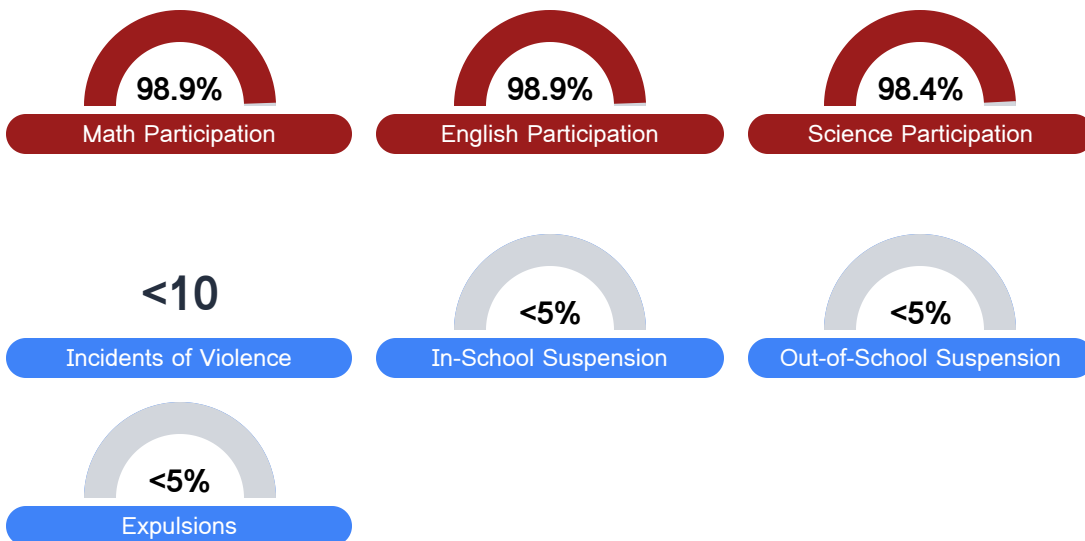 98.9%
Math Participation
98.9%
English Participation
98.4%
Science Participation
<10
Incidents of Violence
<5%
In-School Suspension
<5%
Out-of-School Suspension
<5%
Expulsions